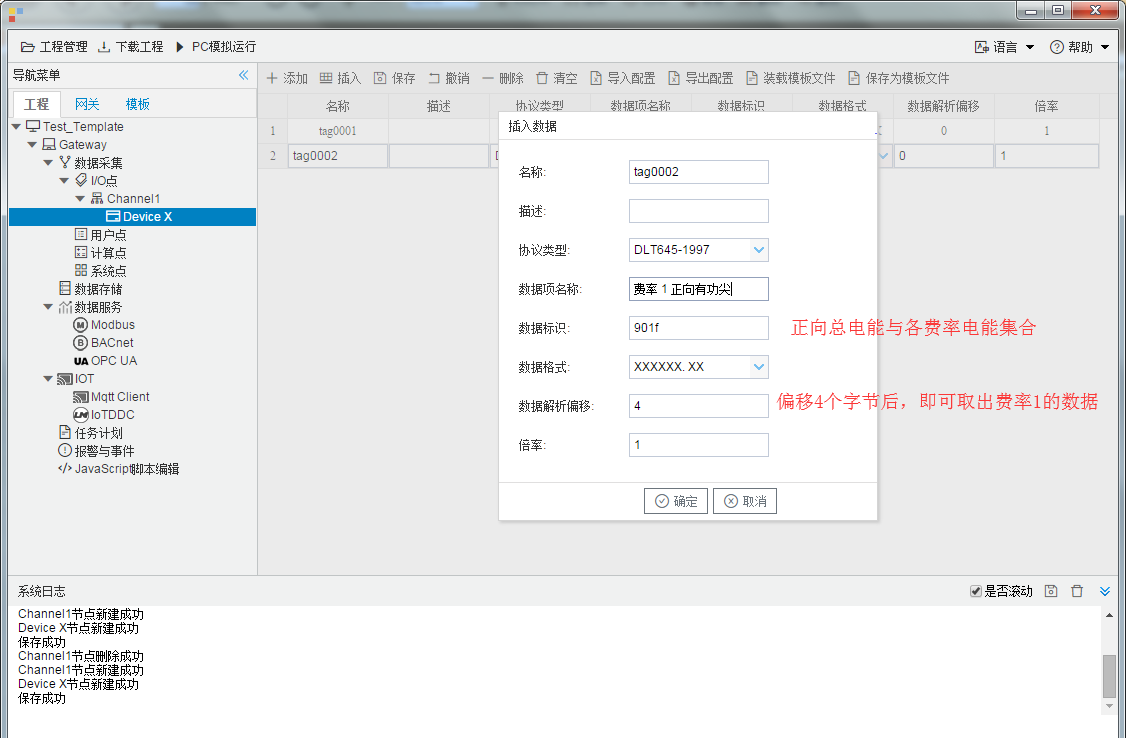 工程管理 下载工程 PC模拟运行 语言 帮助
导航菜单
添加 插入 保存 撤销 删除 清空 导入配置 导出配置 装载模板文件 保存为模板文件
工程 网关 模板
名称 描述 协议类型 数据项名称 数据标识 数据格式 数据解析偏移 倍率
1 tag0001 0 1
2 tag0002 0 1
Test_Template
Gateway
数据采集
I/O点
Channel1
Device X
用户点
计算点
系统点
数据存储
数据服务
Modbus
BACnet
UA OPC UA
IOT
Mqtt Client
IoTDDC
任务计划
报警与事件
JavaScript脚本编辑
插入数据
名称: tag0002
描述:
协议类型: DLT645-1997
数据项名称: 费率 1 正向有功尖
数据标识: 901f 正向总电能与各费率电能集合
数据格式: XXXXXX. XX
数据解析偏移: 4 偏移4个字节后，即可取出费率1的数据
倍率: 1
确定 取消
系统日志 是否滚动
Channel1节点新建成功
Device X节点新建成功
保存成功
Channel1节点删除成功
Channel1节点新建成功
Device X节点新建成功
保存成功